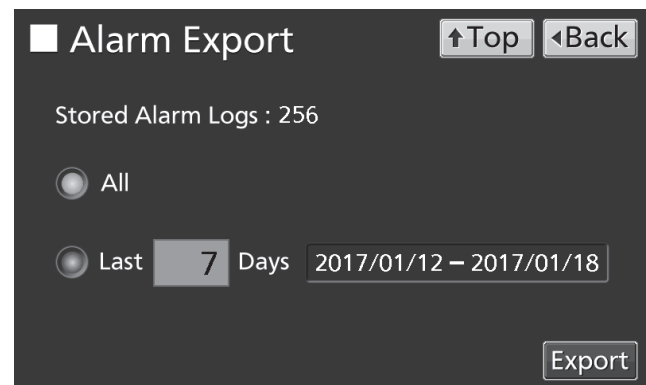 Alarm Export
↑Top ◂Back
Stored Alarm Logs : 256
All
Last 7 Days 2017/01/12 – 2017/01/18
Export